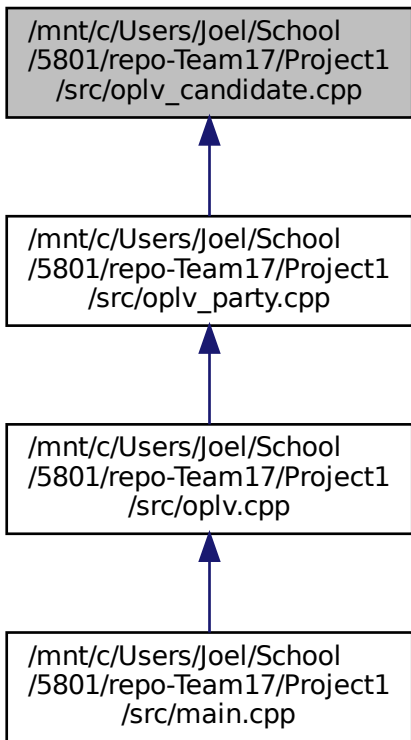 /mnt/c/Users/Joel/School
/5801/repo-Team17/Project1
/src/oplv_candidate.cpp
/mnt/c/Users/Joel/School
/5801/repo-Team17/Project1
/src/oplv_party.cpp
/mnt/c/Users/Joel/School
/5801/repo-Team17/Project1
/src/oplv.cpp
/mnt/c/Users/Joel/School
/5801/repo-Team17/Project1
/src/main.cpp